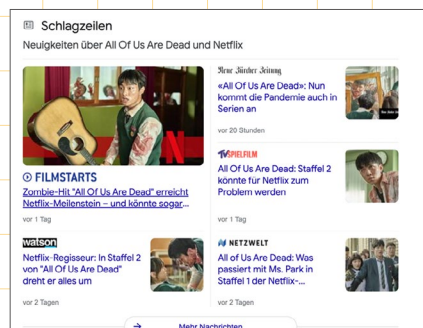 Schlagzeilen
Neuigkeiten über All Of Us Are Dead und Netflix
FILMSTARTS
Zombie-Hit "All Of Us Are Dead" erreicht
Netflix-Meilenstein – und könnte sogar...
vor 1 Tag
Neue Zürcher Zeitung
«All Of Us Are Dead»: Nun
kommt die Pandemie auch in
Serien an
vor 20 Stunden
TVSPIELFILM
All Of Us Are Dead: Staffel 2
könnte für Netflix zum
Problem werden
vor 1 Tag
watson
Netflix-Regisseur: In Staffel 2
von "All Of Us Are Dead"
dreht er alles um
vor 2 Tagen
NETZWELT
All of Us Are Dead: Was
passiert mit Ms. Park in
Staffel 1 der Netflix-...
vor 2 Tagen
Mehr Nachrichten